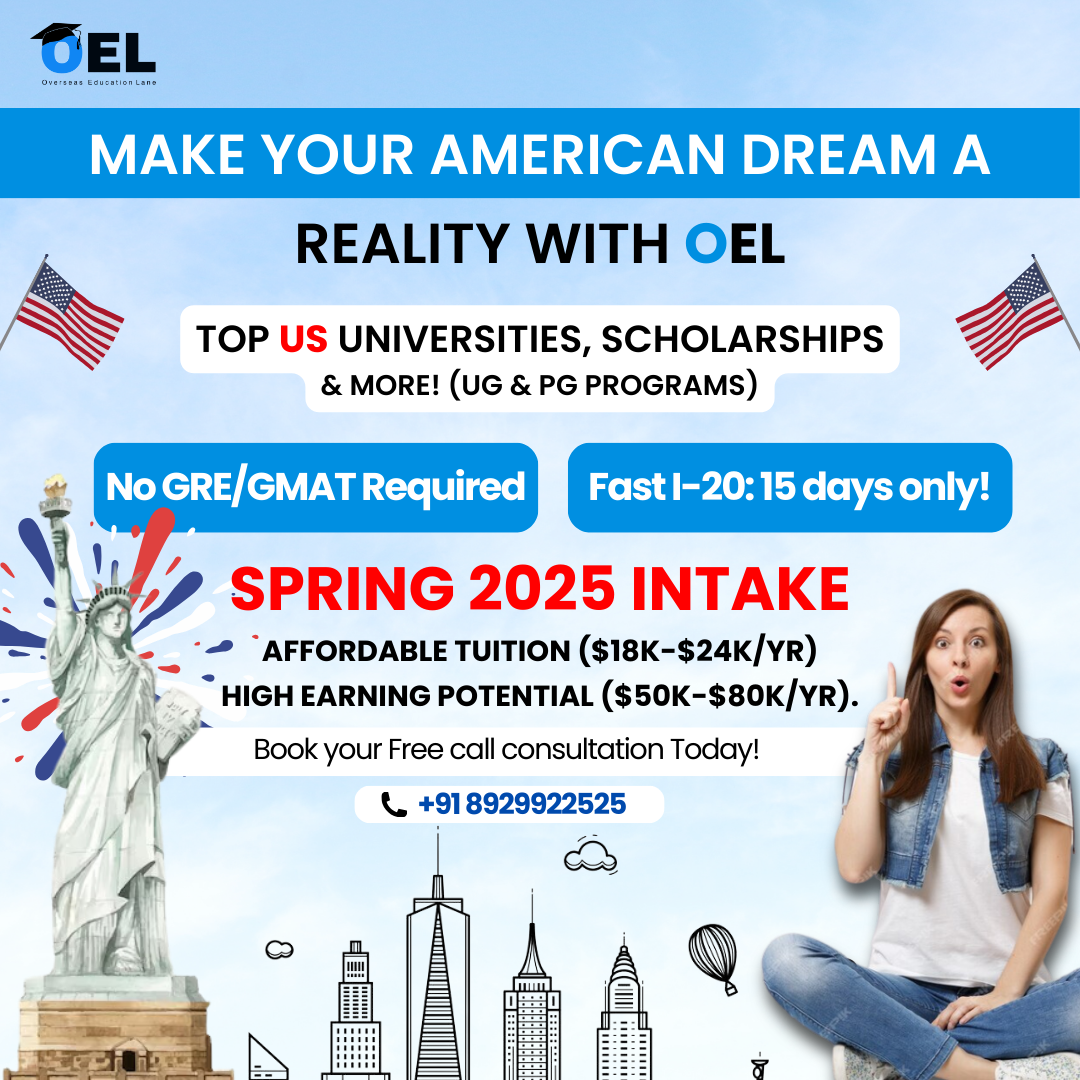 OEL
Overseas Education Lane
MAKE YOUR AMERICAN DREAM A
REALITY WITH OEL
TOP US UNIVERSITIES, SCHOLARSHIPS
& MORE! (UG & PG PROGRAMS)
No GRE/GMAT Required
Fast I-20: 15 days only!
SPRING 2025 INTAKE
AFFORDABLE TUITION ($18K-$24K/YR)
HIGH EARNING POTENTIAL ($50K-$80K/YR).
Book your Free call consultation Today!
+91 8929922525